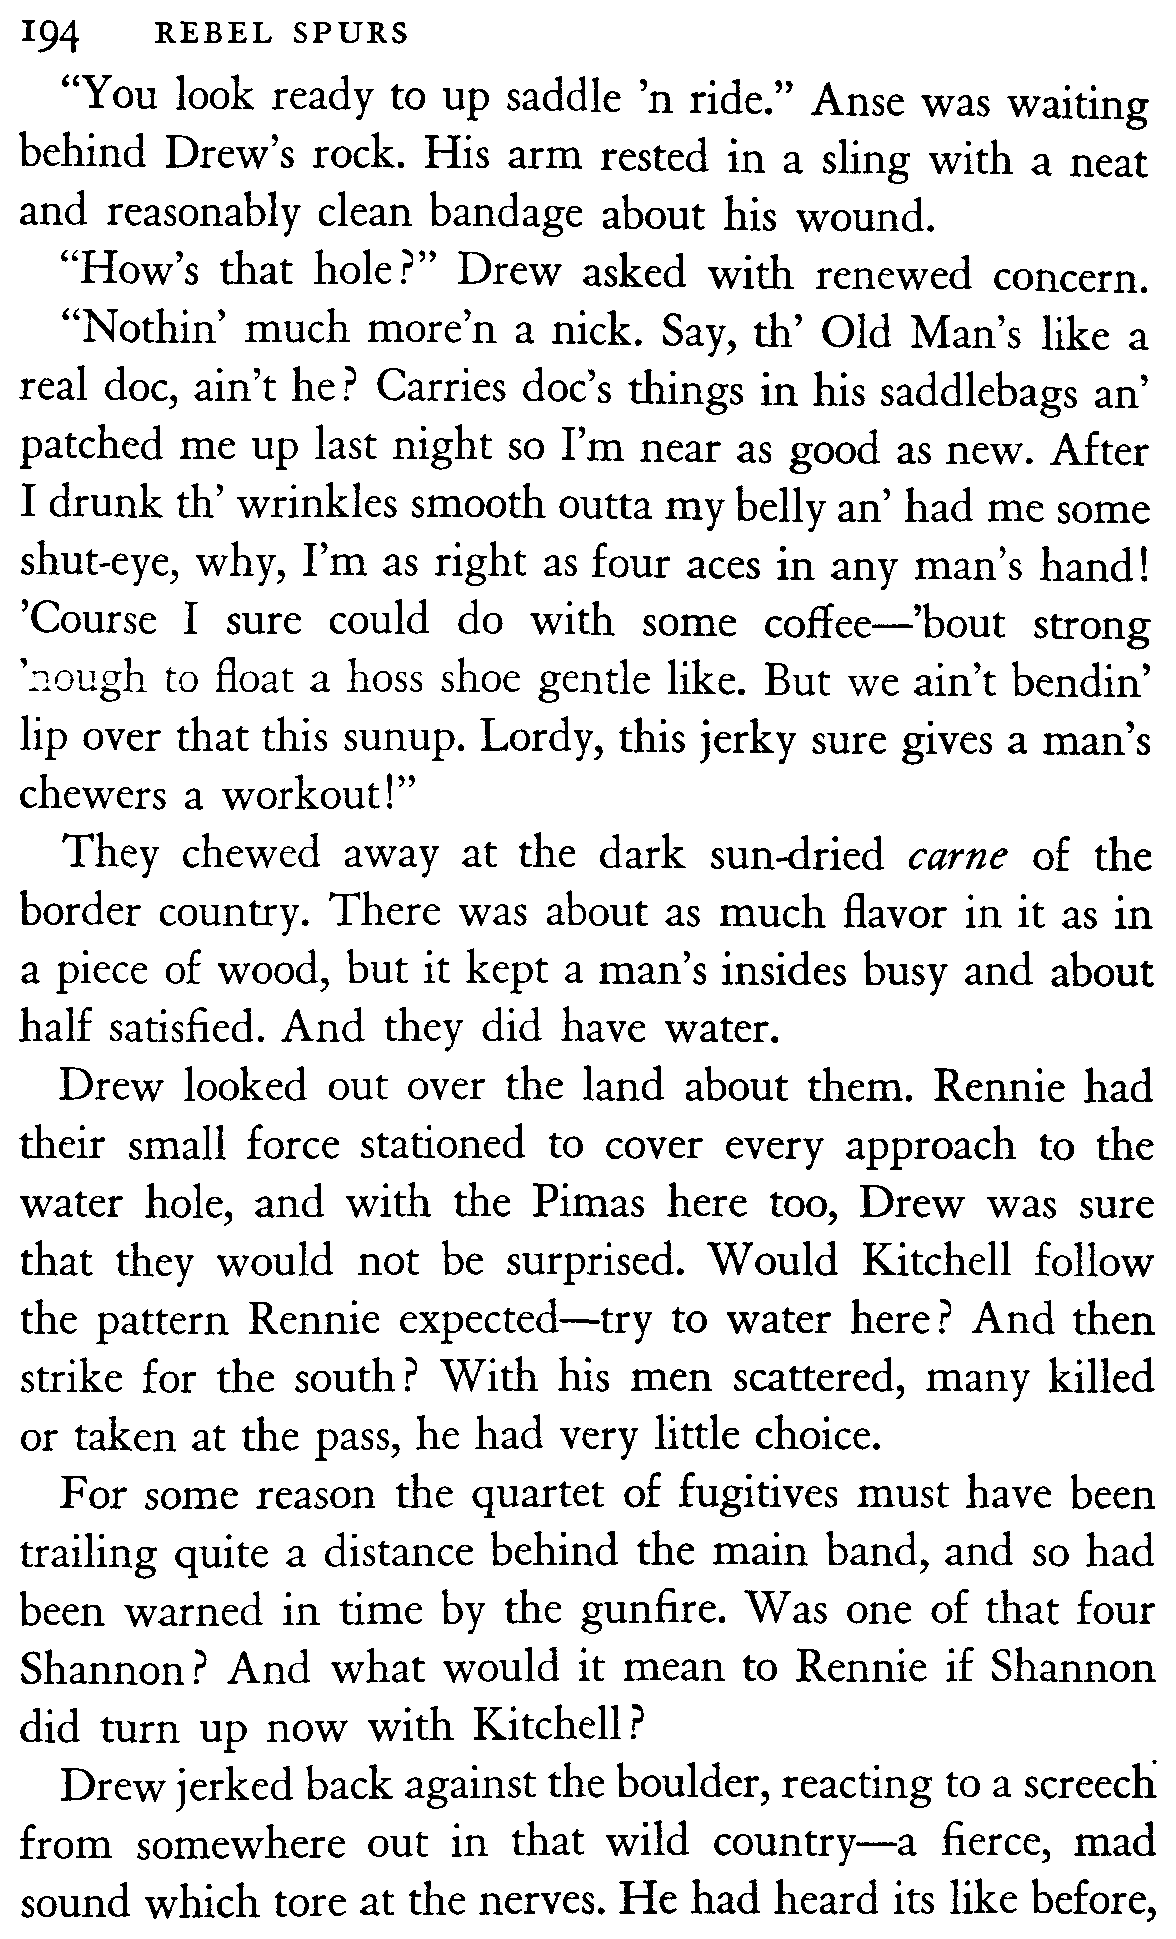 194 REBEL SPURS
“You look ready to up saddle ’n ride.” Anse was waiting
behind Drew’s rock. His arm rested in a sling with a neat
and reasonably clean bandage about his wound.
“How’s that hole?” Drew asked with renewed concern.
“Nothin’ much more’n a nick. Say, th’ Old Man’s like a
real doc, ain’t he? Carries doc’s things in his saddlebags an’
patched me up last night so I’m near as good as new. After
I drunk th’ wrinkles smooth outta my belly an’ had me some
shut-eye, why, I’m as right as four aces in any man’s hand!
’Course I sure could do with some coffee—’bout strong
’nough to float a hoss shoe gentle like. But we ain’t bendin’
lip over that this sunup. Lordy, this jerky sure gives a man’s
chewers a workout!”
They chewed away at the dark sun-dried carne of the
border country. There was about as much flavor in it as in
a piece of wood, but it kept a man’s insides busy and about
half satisfied. And they did have water.
Drew looked out over the land about them. Rennie had
their small force stationed to cover every approach to the
water hole, and with the Pimas here too, Drew was sure
that they would not be surprised. Would Kitchell follow
the pattern Rennie expected—try to water here? And then
strike for the south? With his men scattered, many killed
or taken at the pass, he had very little choice.
For some reason the quartet of fugitives must have been
trailing quite a distance behind the main band, and so had
been warned in time by the gunfire. Was one of that four
Shannon? And what would it mean to Rennie if Shannon
did turn up now with Kitchell?
Drew jerked back against the boulder, reacting to a screech
from somewhere out in that wild country—a fierce, mad
sound which tore at the nerves. He had heard its like before,